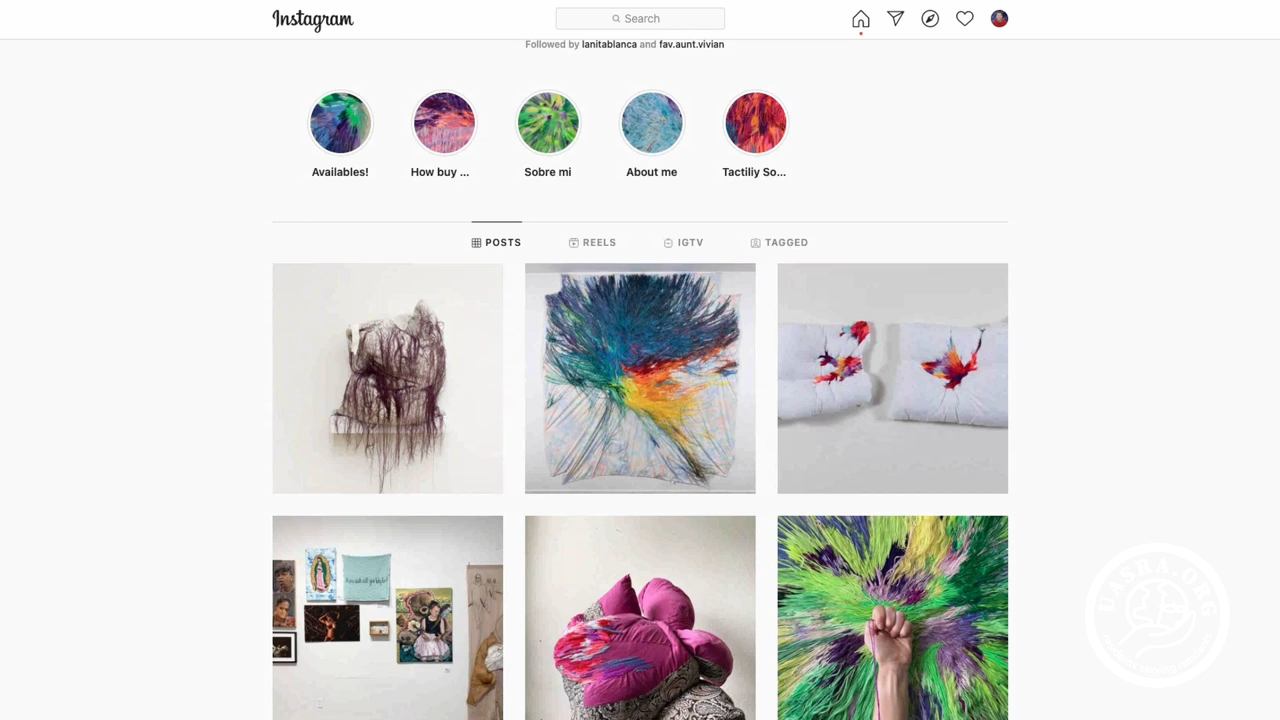 Instagram
Search
Followed by lanitablanca and fav.aunt.vivian
Availables!
How buy ...
Sobre mi
About me
Tactiliy So...
POSTS
REELS
IGTV
TAGGED